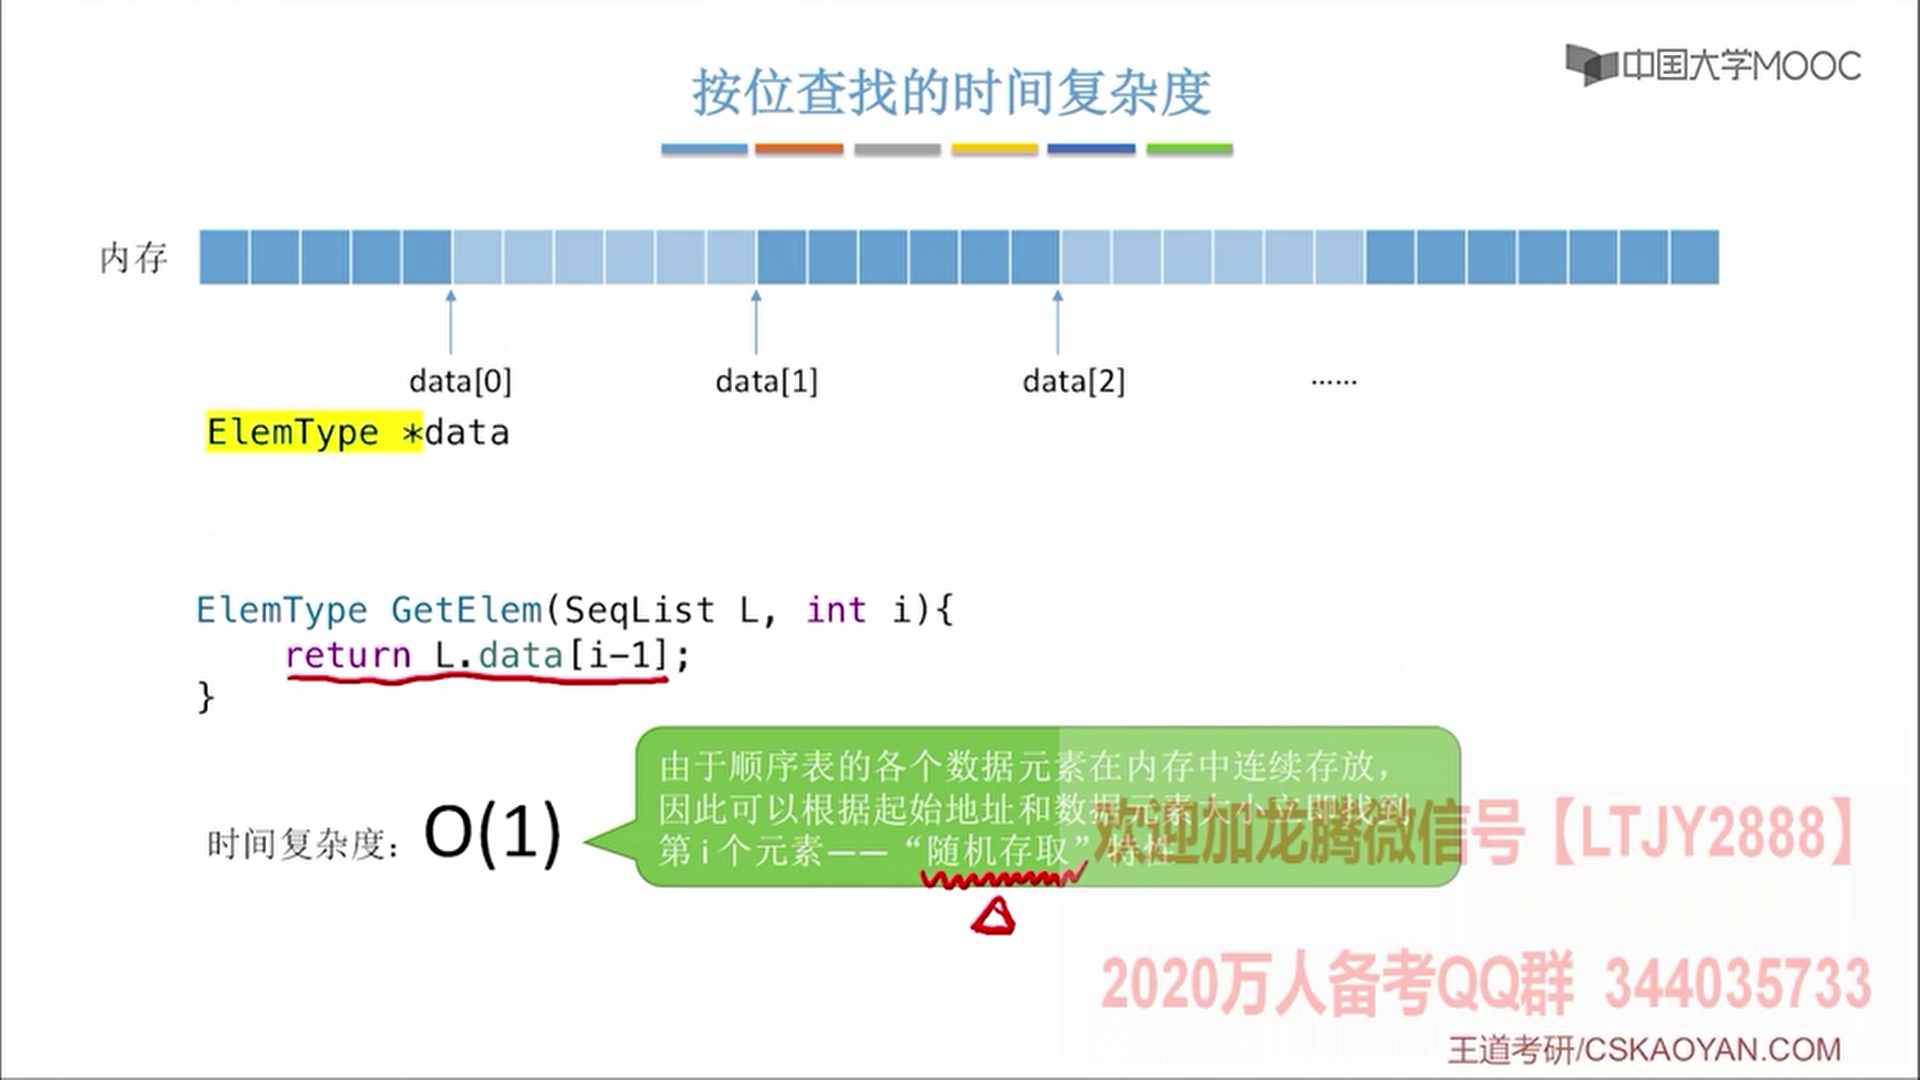 中国大学MOOC
按位查找的时间复杂度
内存
data[0] data[1] data[2] ······
ElemType *data
ElemType GetElem(SeqList L, int i){
return L.data[i-1];
}
由于顺序表的各个数据元素在内存中连续存放，
因此可以根据起始地址和数据元素大小立即找到
第i个元素——“随机存取”特性
时间复杂度：O(1)
欢迎加龙腾微信号【LTJY2888】
2020万人备考QQ群 344035733
王道考研/CSKAOYAN.COM